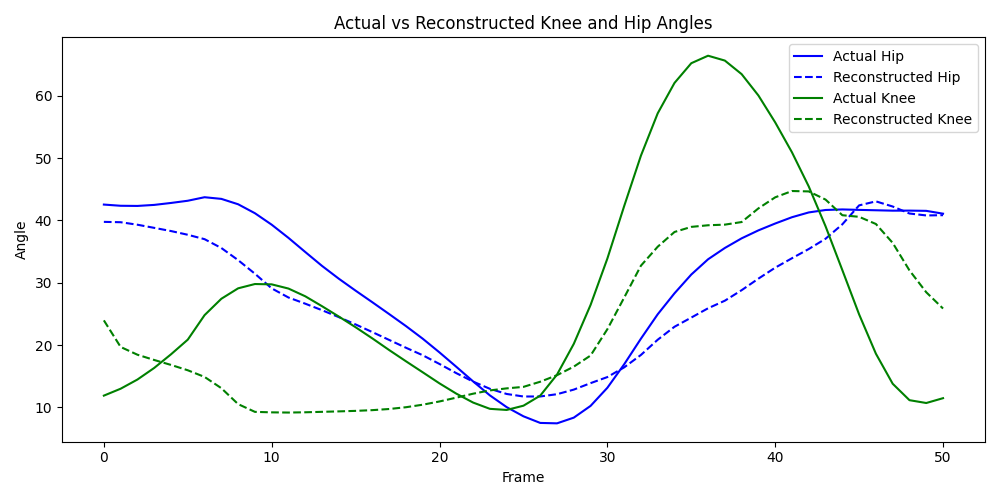 Actual vs Reconstructed Knee and Hip Angles
Actual Hip
Reconstructed Hip
Actual Knee
Reconstructed Knee
Angle
60
50
40
30
20
10
0 10 20 30 40 50
Frame